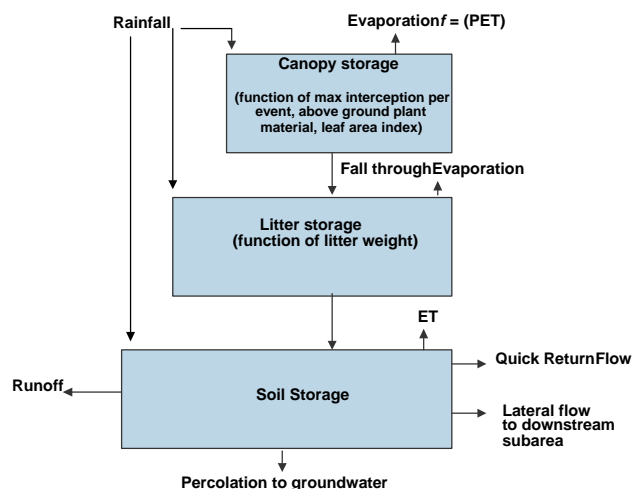 Rainfall
Evaporationf = (PET)
Canopy storage
(function of max interception per
event, above ground plant
material, leaf area index)
Fall throughEvaporation
Litter storage
(function of litter weight)
ET
Quick ReturnFlow
Runoff
Soil Storage
Lateral flow
to downstream
subarea
Percolation to groundwater